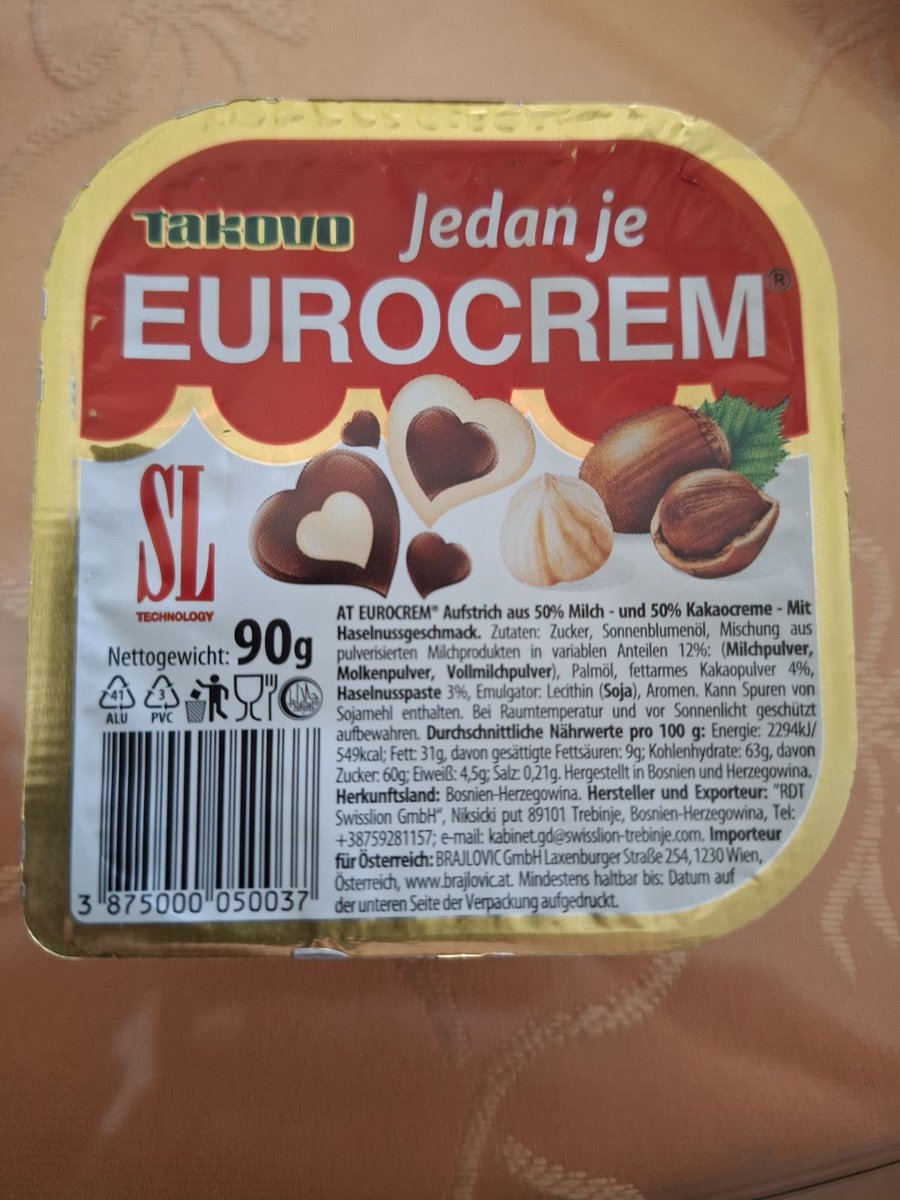 TAKOVO Jedan je
EUROCREM®
SL
TECHNOLOGY
Nettogewicht: 90g
41
ALU
3
PVC
AT EUROCREM® Aufstrich aus 50% Milch - und 50% Kakaocreme - Mit
Haselnussgeschmack. Zutaten: Zucker, Sonnenblumenöl, Mischung aus
pulverisierten Milchprodukten in variablen Anteilen 12%: (Milchpulver,
Molkenpulver, Vollmilchpulver), Palmöl, fettarmes Kakaopulver 4%,
Haselnusspaste 3%, Emulgator: Lecithin (Soja), Aromen. Kann Spuren von
Sojamehl enthalten. Bei Raumtemperatur und vor Sonnenlicht geschützt
aufbewahren. Durchschnittliche Nährwerte pro 100 g: Energie: 2294kJ/
549kcal; Fett: 31g, davon gesättigte Fettsäuren: 9g; Kohlenhydrate: 63g, davon
Zucker: 60g; Eiweiß: 4,5g; Salz: 0,21g. Hergestellt in Bosnien und Herzegowina.
Herkunftsland: Bosnien-Herzegowina. Hersteller und Exporteur: "RDT
Swisslion GmbH", Niksicki put 89101 Trebinje, Bosnien-Herzegowina, Tel:
+38759281157; e-mail: kabinet.gd@swisslion-trebinje.com. Importeur
für Österreich: BRAJLOVIC GmbH Laxenburger Straße 254, 1230 Wien,
Österreich, www.brajlovic.at. Mindestens haltbar bis: Datum auf
der unteren Seite der Verpackung aufgedruckt.
3 875000 050037